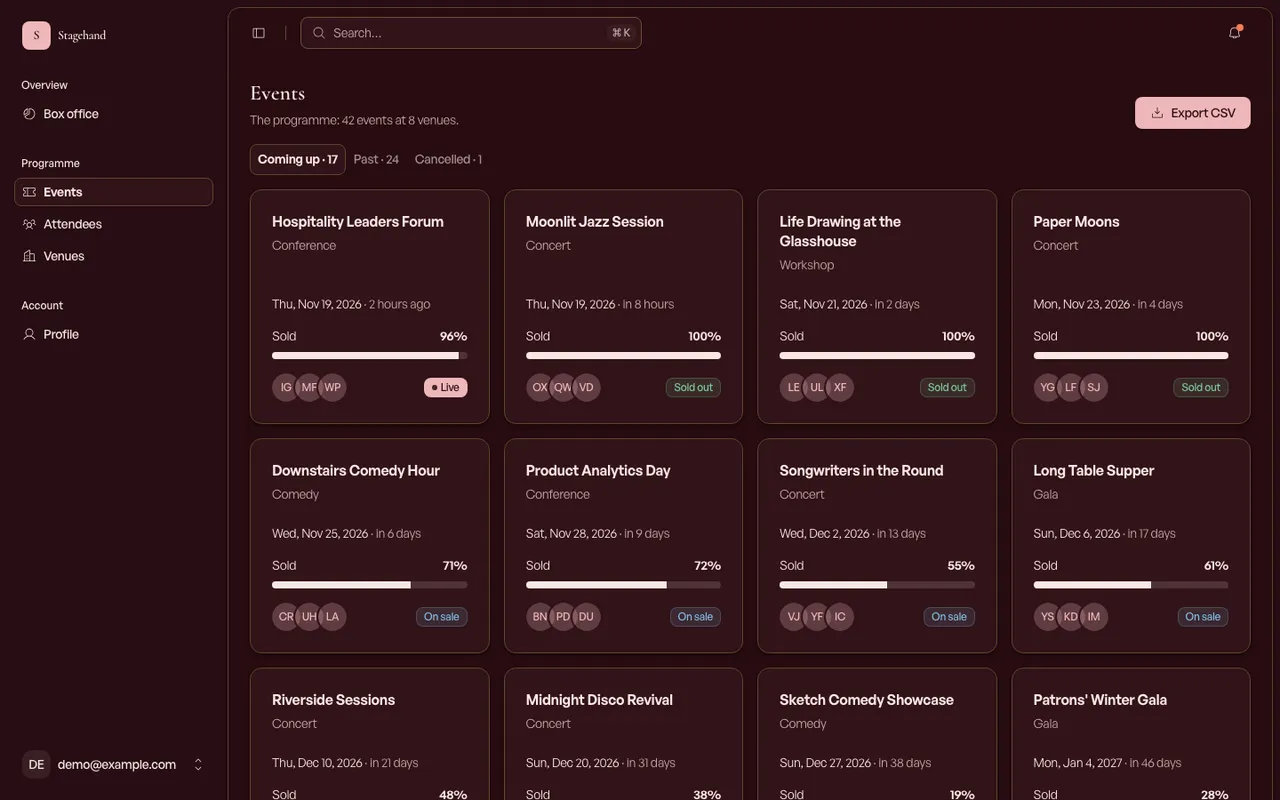 S Stagehand
Search... ⌘ K
Overview
Box office
Programme
Events
Attendees
Venues
Account
Profile
DE demo@example.com
Events
The programme: 42 events at 8 venues.
Export CSV
Coming up · 17 Past · 24 Cancelled · 1
Hospitality Leaders Forum
Conference
Thu, Nov 19, 2026 · 2 hours ago
Sold 96%
IG MF WP Live
Moonlit Jazz Session
Concert
Thu, Nov 19, 2026 · in 8 hours
Sold 100%
OX QW VD Sold out
Life Drawing at the
Glasshouse
Workshop
Sat, Nov 21, 2026 · in 2 days
Sold 100%
LE UL XF Sold out
Paper Moons
Concert
Mon, Nov 23, 2026 · in 4 days
Sold 100%
YG LF SJ Sold out
Downstairs Comedy Hour
Comedy
Wed, Nov 25, 2026 · in 6 days
Sold 71%
CR UH LA On sale
Product Analytics Day
Conference
Sat, Nov 28, 2026 · in 9 days
Sold 72%
BN PD DU On sale
Songwriters in the Round
Concert
Wed, Dec 2, 2026 · in 13 days
Sold 55%
VJ YF IC On sale
Long Table Supper
Gala
Sun, Dec 6, 2026 · in 17 days
Sold 61%
YS KD IM On sale
Riverside Sessions
Concert
Thu, Dec 10, 2026 · in 21 days
Sold 48%
Midnight Disco Revival
Concert
Sun, Dec 20, 2026 · in 31 days
Sold 38%
Sketch Comedy Showcase
Comedy
Sun, Dec 27, 2026 · in 38 days
Sold 19%
Patrons' Winter Gala
Gala
Mon, Jan 4, 2027 · in 46 days
Sold 28%